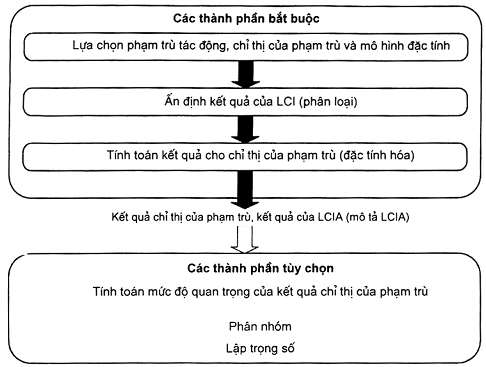 Các thành phần bắt buộc
Lựa chọn phạm trù tác động, chỉ thị của phạm trù và mô hình đặc tính
Ấn định kết quả của LCI (phân loại)
Tính toán kết quả cho chỉ thị của phạm trù (đặc tính hóa)
Kết quả chỉ thị của phạm trù, kết quả của LCIA (mô tả LCIA)
Các thành phần tùy chọn
Tính toán mức độ quan trọng của kết quả chỉ thị của phạm trù
Phân nhóm
Lập trọng số